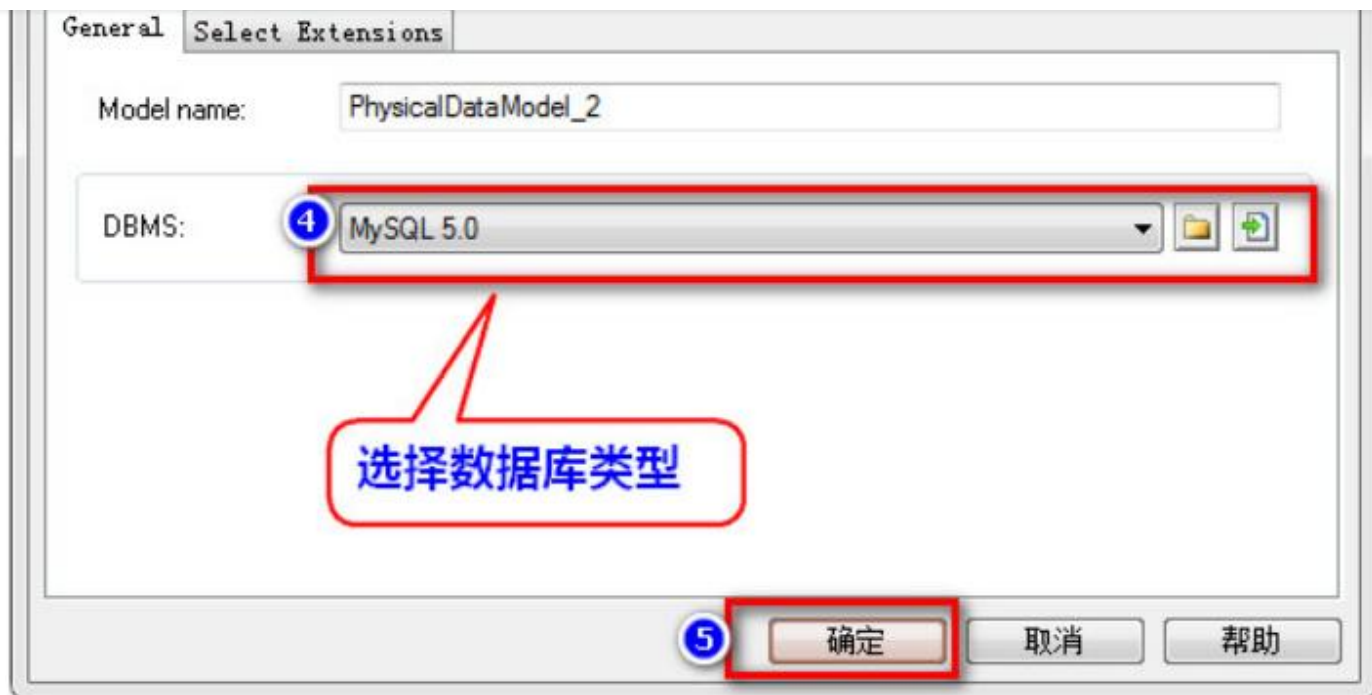 General Select Extensions
Model name: PhysicalDataModel_2
DBMS: 4 MySQL 5.0
选择数据库类型
5 确定 取消 帮助